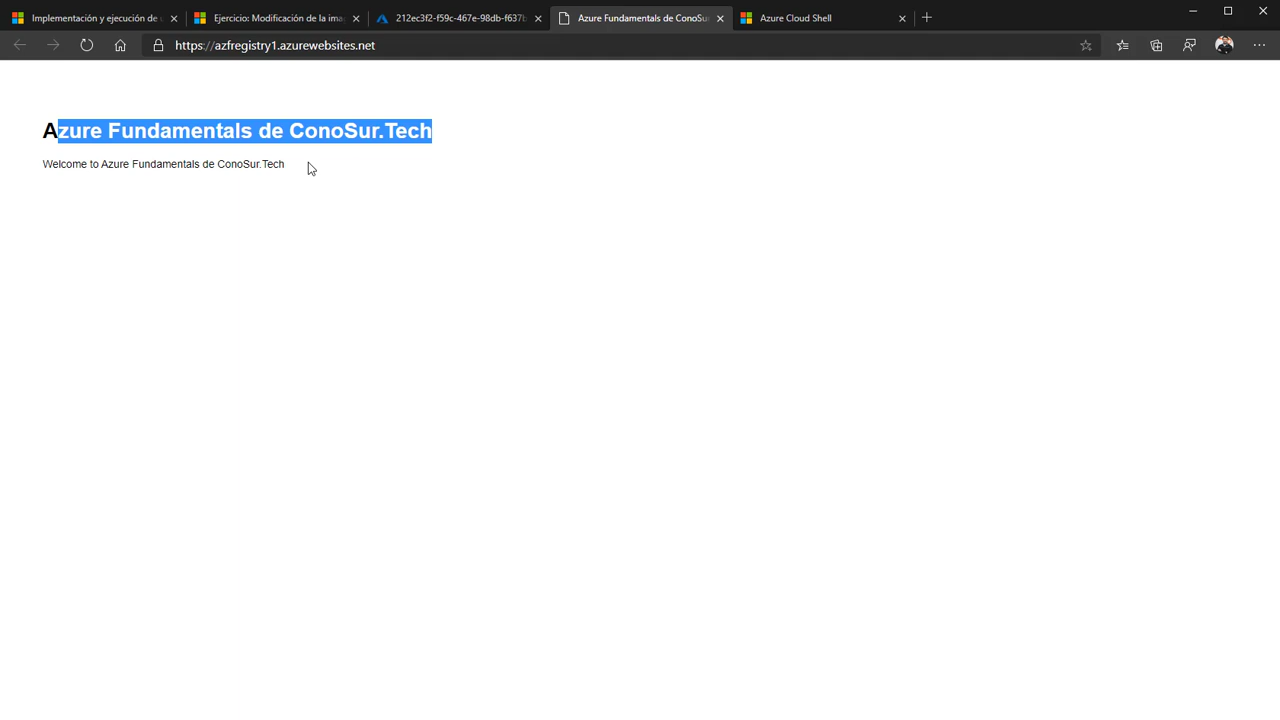 Implementación y ejecución de
Ejercicio: Modificación de la ima
212ec3f2-f59c-467e-98db-f637b
Azure Fundamentals de ConoSu
Azure Cloud Shell
https://azfregistry1.azurewebsites.net
Azure Fundamentals de ConoSur.Tech
Welcome to Azure Fundamentals de ConoSur.Tech